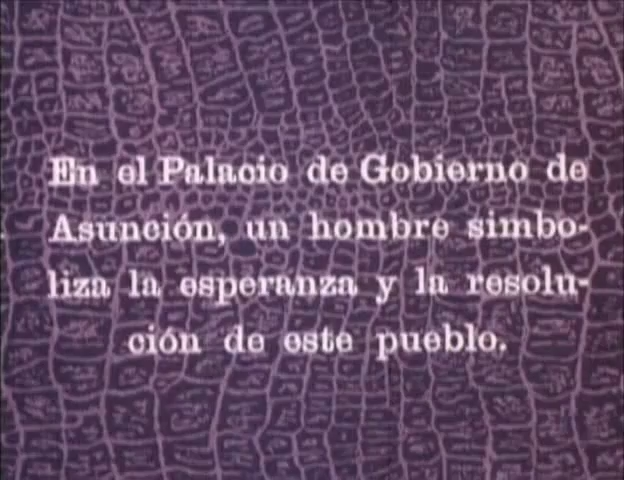 En el Palacio de Gobierno de
Asunción, un hombre simbo-
liza la esperanza y la resolu-
ción de este pueblo.